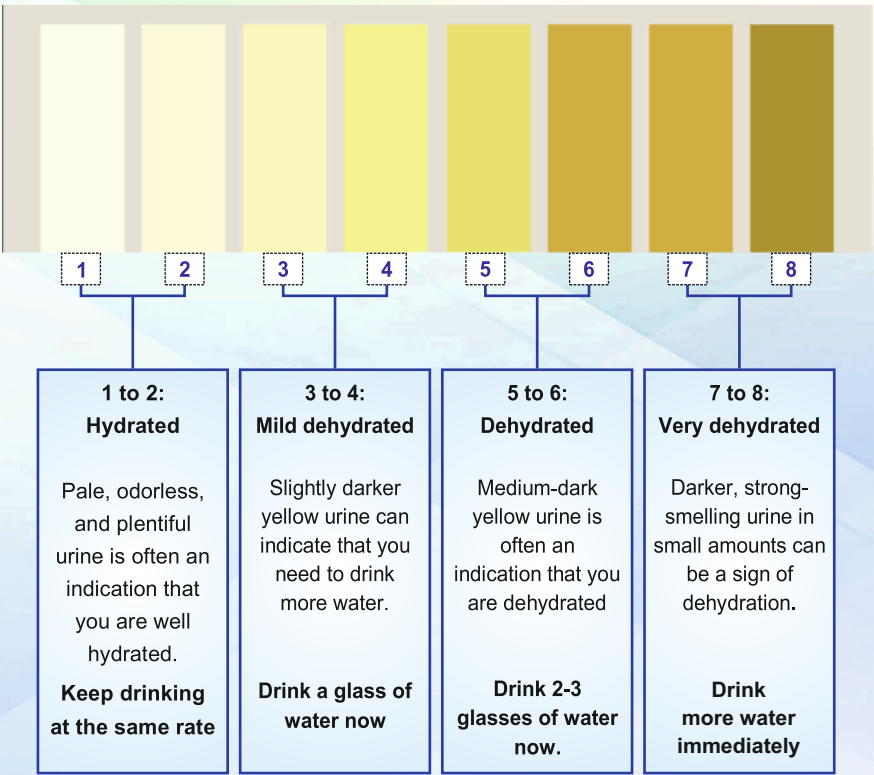 1
2
3
4
5
6
7
8
1 to 2:
Hydrated
Pale, odorless,
and plentiful
urine is often an
indication that
you are well
hydrated.
Keep drinking
at the same rate
3 to 4:
Mild dehydrated
Slightly darker
yellow urine can
indicate that you
need to drink
more water.
Drink a glass of
water now
5 to 6:
Dehydrated
Medium-dark
yellow urine is
often an
indication that you
are dehydrated
Drink 2-3
glasses of water
now.
7 to 8:
Very dehydrated
Darker, strong-
smelling urine in
small amounts can
be a sign of
dehydration.
Drink
more water
immediately